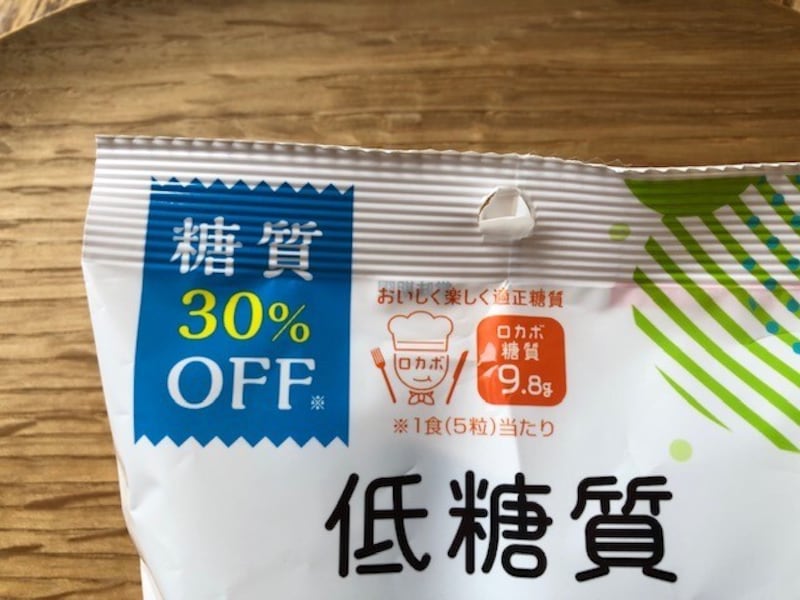 糖質
30%
OFF※
おいしく楽しく適正糖質
ロカボ
ロカボ
糖質
9.8g
※1食(5粒)当たり
低糖質